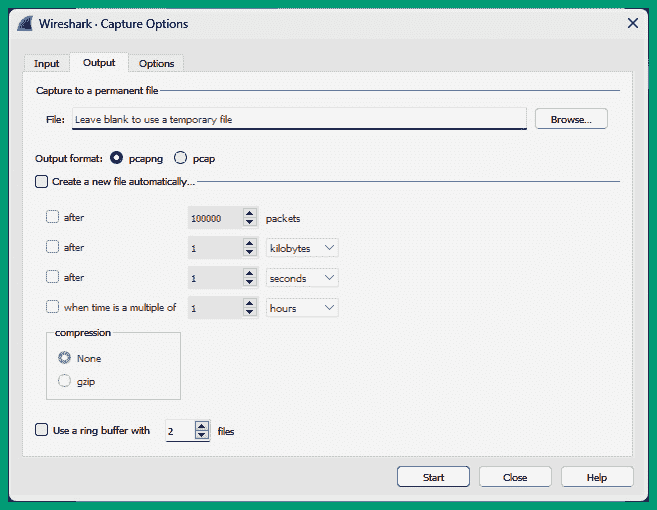 Wireshark · Capture Options
Input Output Options
Capture to a permanent file
File: Leave blank to use a temporary file Browse...
Output format: pcapng pcap
Create a new file automatically...
after 100000 packets
after 1 kilobytes
after 1 seconds
when time is a multiple of 1 hours
compression
None
gzip
Use a ring buffer with 2 files
Start Close Help